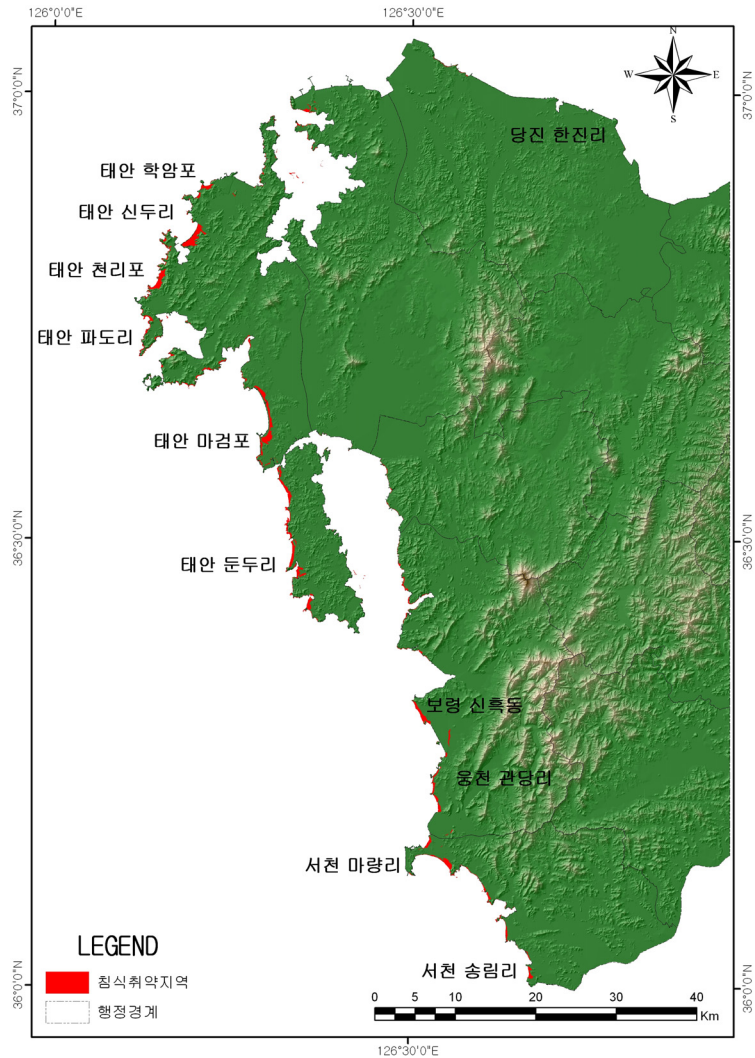 126°0'0"E
126°30'0"E
N
W
E
S
37°0'0"N
37°0'0"N
당진 한진리
태안 학암포
태안 신두리
태안 천리포
태안 파도리
태안 마검포
36°30'0"N
36°30'0"N
태안 둔두리
보령 신흑동
웅천 관당리
서천 마량리
서천 송림리
36°0'0"N
36°0'0"N
LEGEND
침식취약지역
행정경계
0 5 10 20 30 40
Km
126°30'0"E